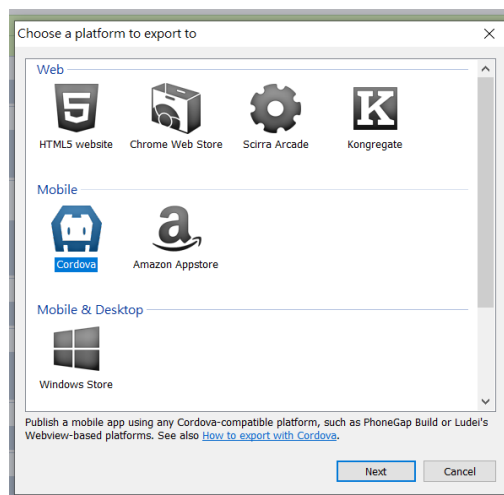 Choose a platform to export to
Web
HTML5 website Chrome Web Store Scirra Arcade Kongregate
Mobile
Cordova Amazon Appstore
Mobile & Desktop
Windows Store
Publish a mobile app using any Cordova-compatible platform, such as PhoneGap Build or Ludei's
Webview-based platforms. See also How to export with Cordova.
Next Cancel